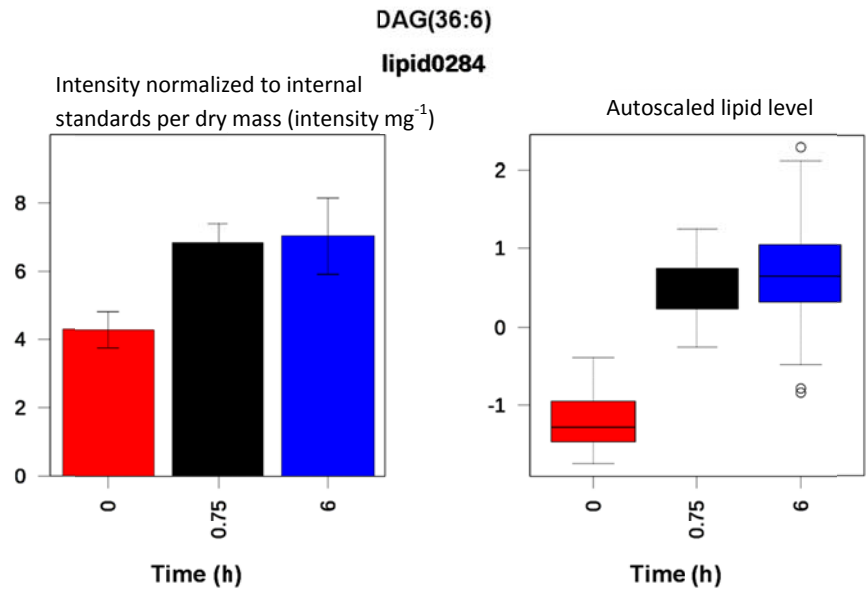 DAG(36:6)
lipid0284
Intensity normalized to internal
standards per dry mass (intensity mg⁻¹)
8
6
4
2
0
0
0.75
6
Time (h)
Autoscaled lipid level
2
1
0
-1
0
0.75
6
Time (h)